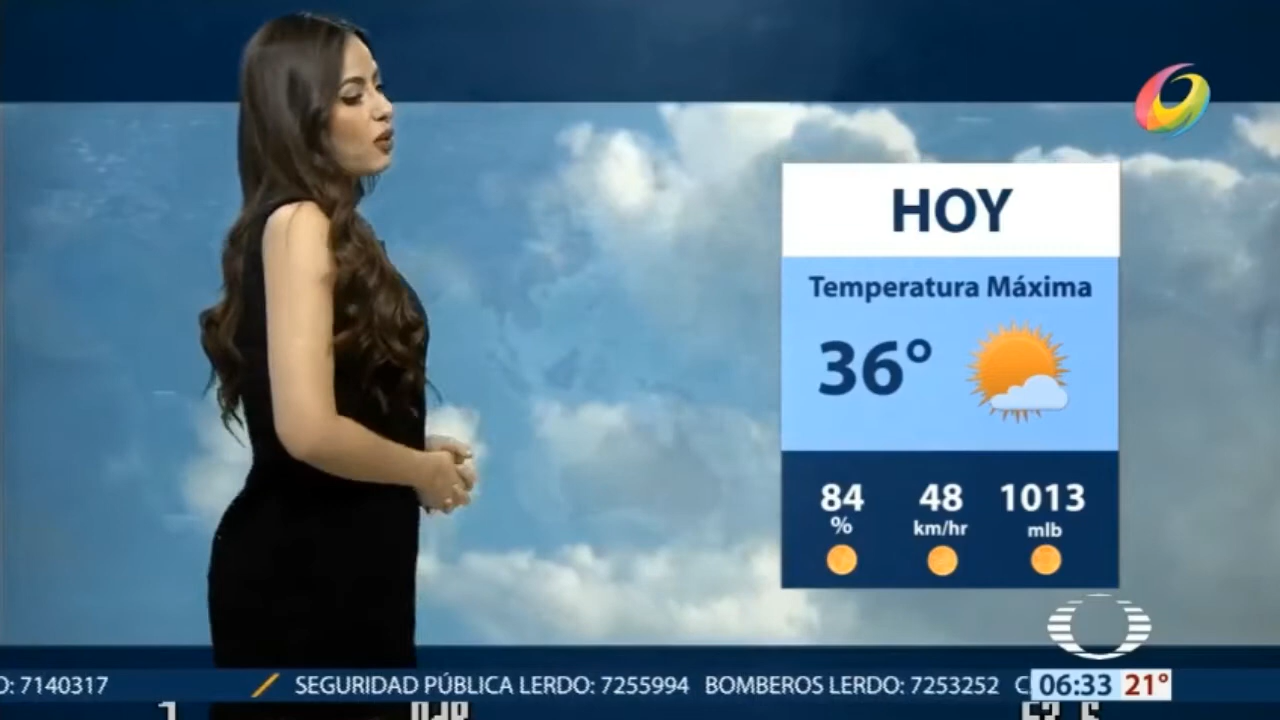 HOY
Temperatura Máxima
36°
84 48 1013
% km/hr mlb
O: 7140317 SEGURIDAD PÚBLICA LERDO: 7255994 BOMBEROS LERDO: 7253252 C
06:33 21°